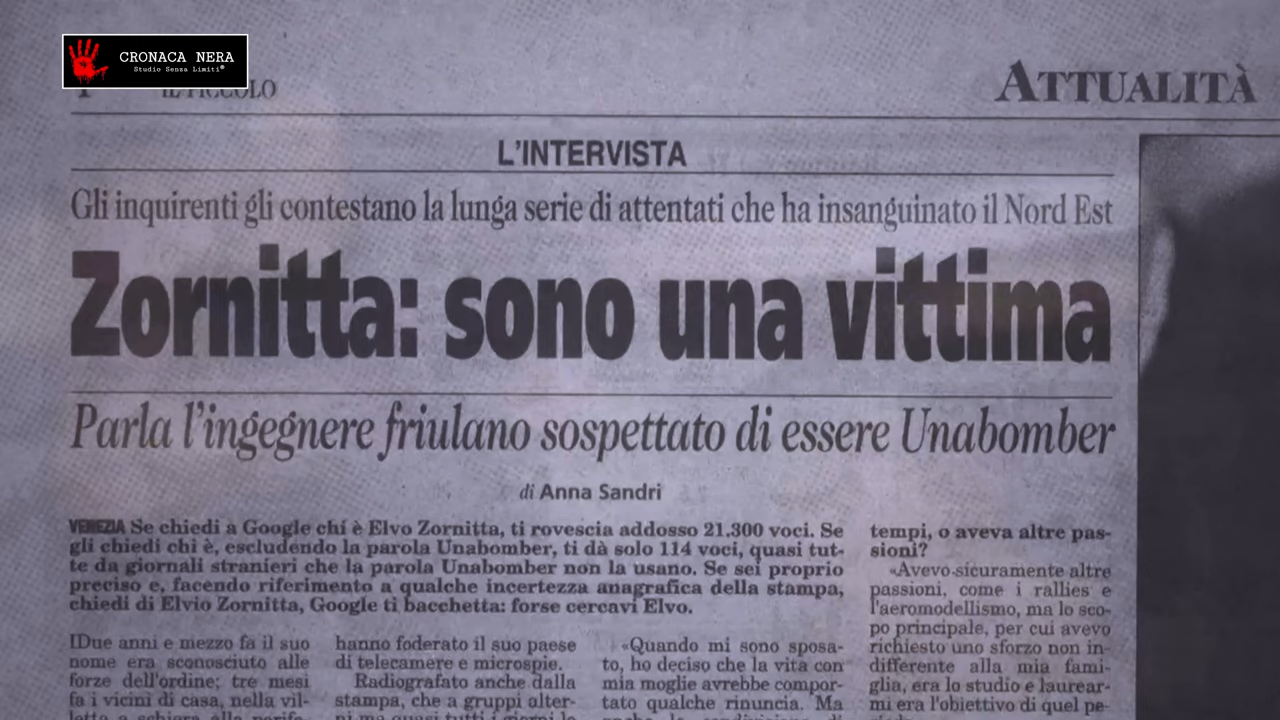 CRONACA NERA
Studio Senza Limiti®
IL PICCOLO
ATTUALITÀ
L'INTERVISTA
Gli inquirenti gli contestano la lunga serie di attentati che ha insanguinato il Nord Est
Zornitta: sono una vittima
Parla l'ingegnere friulano sospettato di essere Unabomber
di Anna Sandri
VENEZIA Se chiedi a Google chi è Elvo Zornitta, ti rovescia addosso 21.300 voci. Se
gli chiedi chi è, escludendo la parola Unabomber, ti dà solo 114 voci, quasi tut-
te da giornali stranieri che la parola Unabomber non la usano. Se sei proprio
preciso e, facendo riferimento a qualche incertezza anagrafica della stampa,
chiedi di Elvio Zornitta, Google ti bacchetta: forse cercavi Elvo.
IDue anni e mezzo fa il suo
nome era sconosciuto alle
forze dell'ordine; tre mesi
fa i vicini di casa, nella vil-
letta a schiera alla
hanno foderato il suo paese
di telecamere e microspie.
Radiografato anche dalla
stampa, che a gruppi alter-
ni ma quasi tutti i giorni lo
«Quando mi sono sposa-
to, ho deciso che la vita con
mia moglie avrebbe compor-
tato qualche rinuncia. Ma
tempi, o aveva altre pas-
sioni?
«Avevo sicuramente altre
passioni, come i rallies e
l'aeromodellismo, ma lo sco-
po principale, per cui avevo
richiesto uno sforzo non in-
differente alla mia fami-
glia, era lo studio e laurear-
mi era l'obiettivo di quel pe-